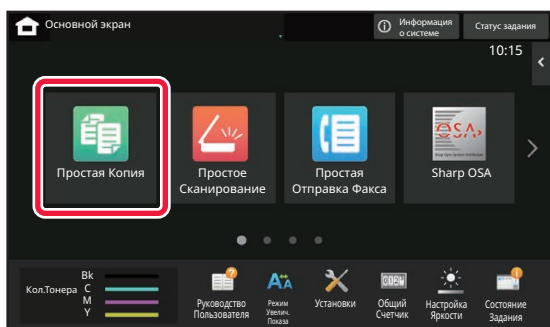 Основной экран
Информация
о системе
Статус задания
10:15
Простая Копия
Простое
Сканирование
Простая
Отправка Факса
Sharp OSA
Кол.Тонера
Bk
C
M
Y
Руководство
Пользователя
Режим
Увелич.
Показа
Установки
Общий
Счетчик
Настройка
Яркости
Состояние
Задания